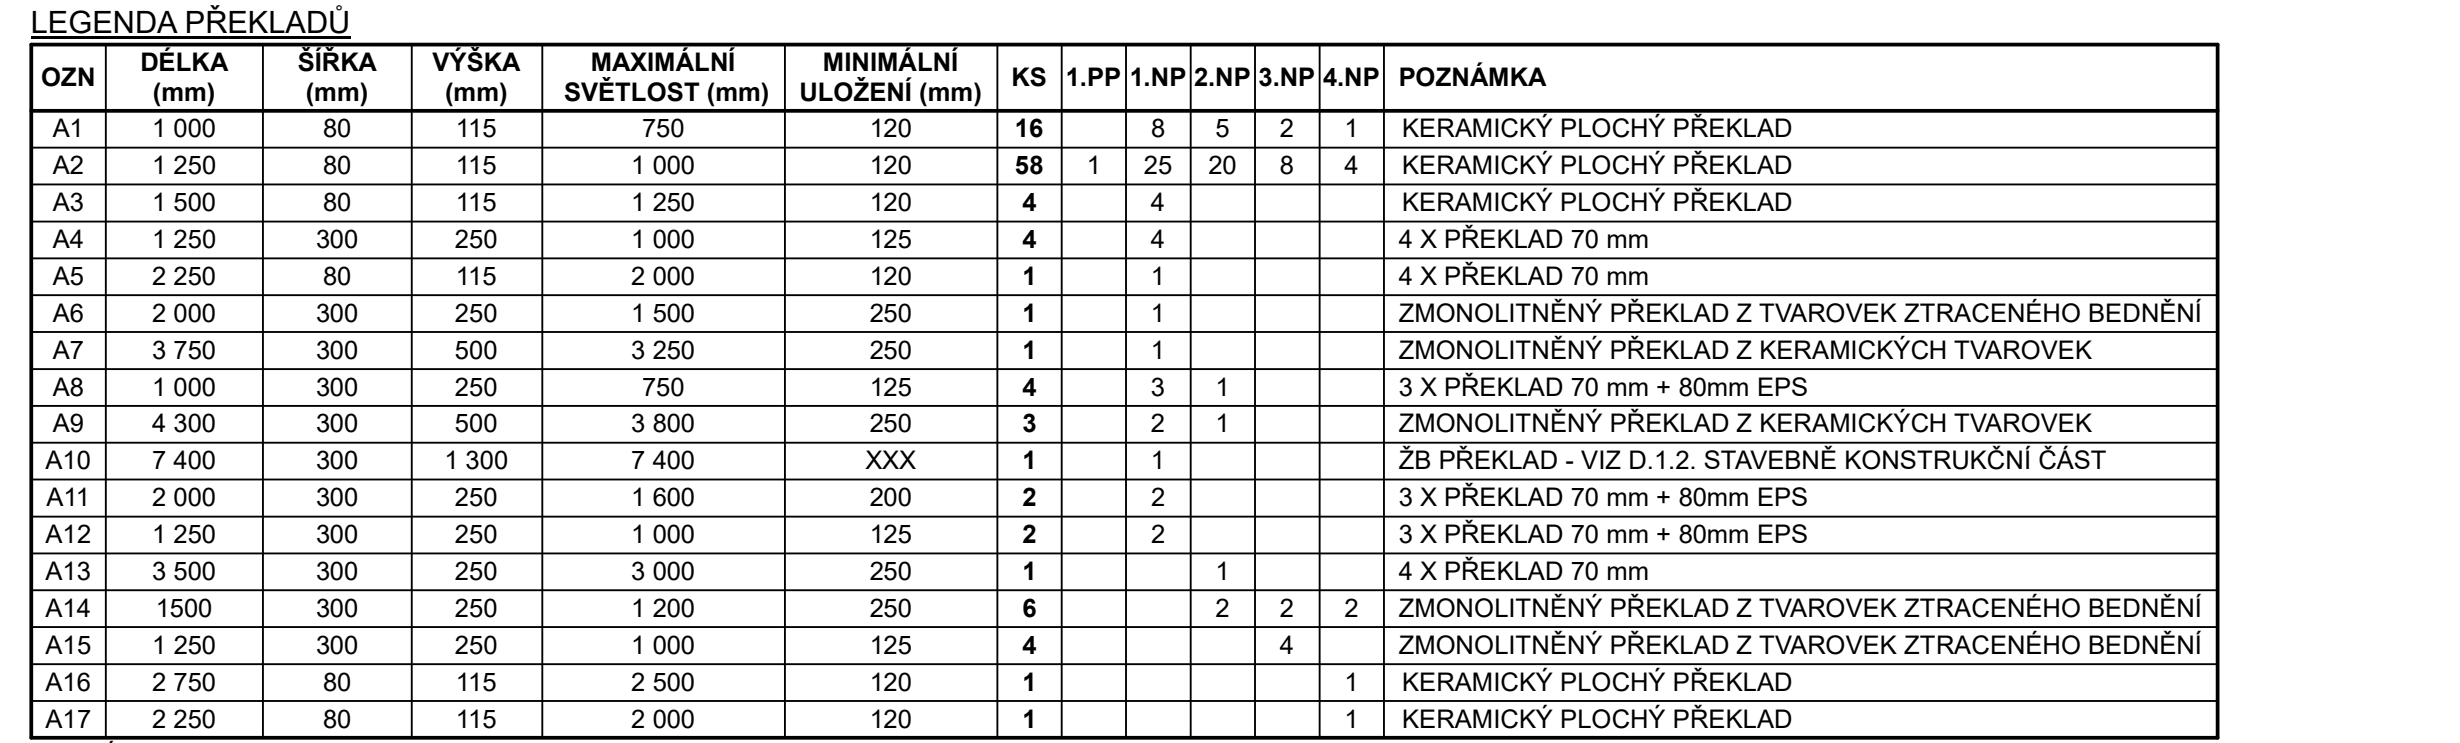 LEGENDA PŘEKLADŮ
OZN DÉLKA (mm) ŠÍŘKA (mm) VÝŠKA (mm) MAXIMÁLNÍ SVĚTLOST (mm) MINIMÁLNÍ ULOŽENÍ (mm) KS 1.PP 1.NP 2.NP 3.NP 4.NP POZNÁMKA
A1 1 000 80 115 750 120 16 8 5 2 1 KERAMICKÝ PLOCHÝ PŘEKLAD
A2 1 250 80 115 1 000 120 58 1 25 20 8 4 KERAMICKÝ PLOCHÝ PŘEKLAD
A3 1 500 80 115 1 250 120 4 4 KERAMICKÝ PLOCHÝ PŘEKLAD
A4 1 250 300 250 1 000 125 4 4 4 X PŘEKLAD 70 mm
A5 2 250 80 115 2 000 120 1 1 4 X PŘEKLAD 70 mm
A6 2 000 300 250 1 500 250 1 1 ZMONOLITNĚNÝ PŘEKLAD Z TVAROVEK ZTRACENÉHO BEDNĚNÍ
A7 3 750 300 500 3 250 250 1 1 ZMONOLITNĚNÝ PŘEKLAD Z KERAMICKÝCH TVAROVEK
A8 1 000 300 250 750 125 4 3 1 3 X PŘEKLAD 70 mm + 80mm EPS
A9 4 300 300 500 3 800 250 3 2 1 ZMONOLITNĚNÝ PŘEKLAD Z KERAMICKÝCH TVAROVEK
A10 7 400 300 1 300 7 400 XXX 1 1 ŽB PŘEKLAD - VIZ D.1.2. STAVEBNĚ KONSTRUKČNÍ ČÁST
A11 2 000 300 250 1 600 200 2 2 3 X PŘEKLAD 70 mm + 80mm EPS
A12 1 250 300 250 1 000 125 2 2 3 X PŘEKLAD 70 mm + 80mm EPS
A13 3 500 300 250 3 000 250 1 1 4 X PŘEKLAD 70 mm
A14 1500 300 250 1 200 250 6 2 2 2 ZMONOLITNĚNÝ PŘEKLAD Z TVAROVEK ZTRACENÉHO BEDNĚNÍ
A15 1 250 300 250 1 000 125 4 4 ZMONOLITNĚNÝ PŘEKLAD Z TVAROVEK ZTRACENÉHO BEDNĚNÍ
A16 2 750 80 115 2 500 120 1 1 KERAMICKÝ PLOCHÝ PŘEKLAD
A17 2 250 80 115 2 000 120 1 1 KERAMICKÝ PLOCHÝ PŘEKLAD